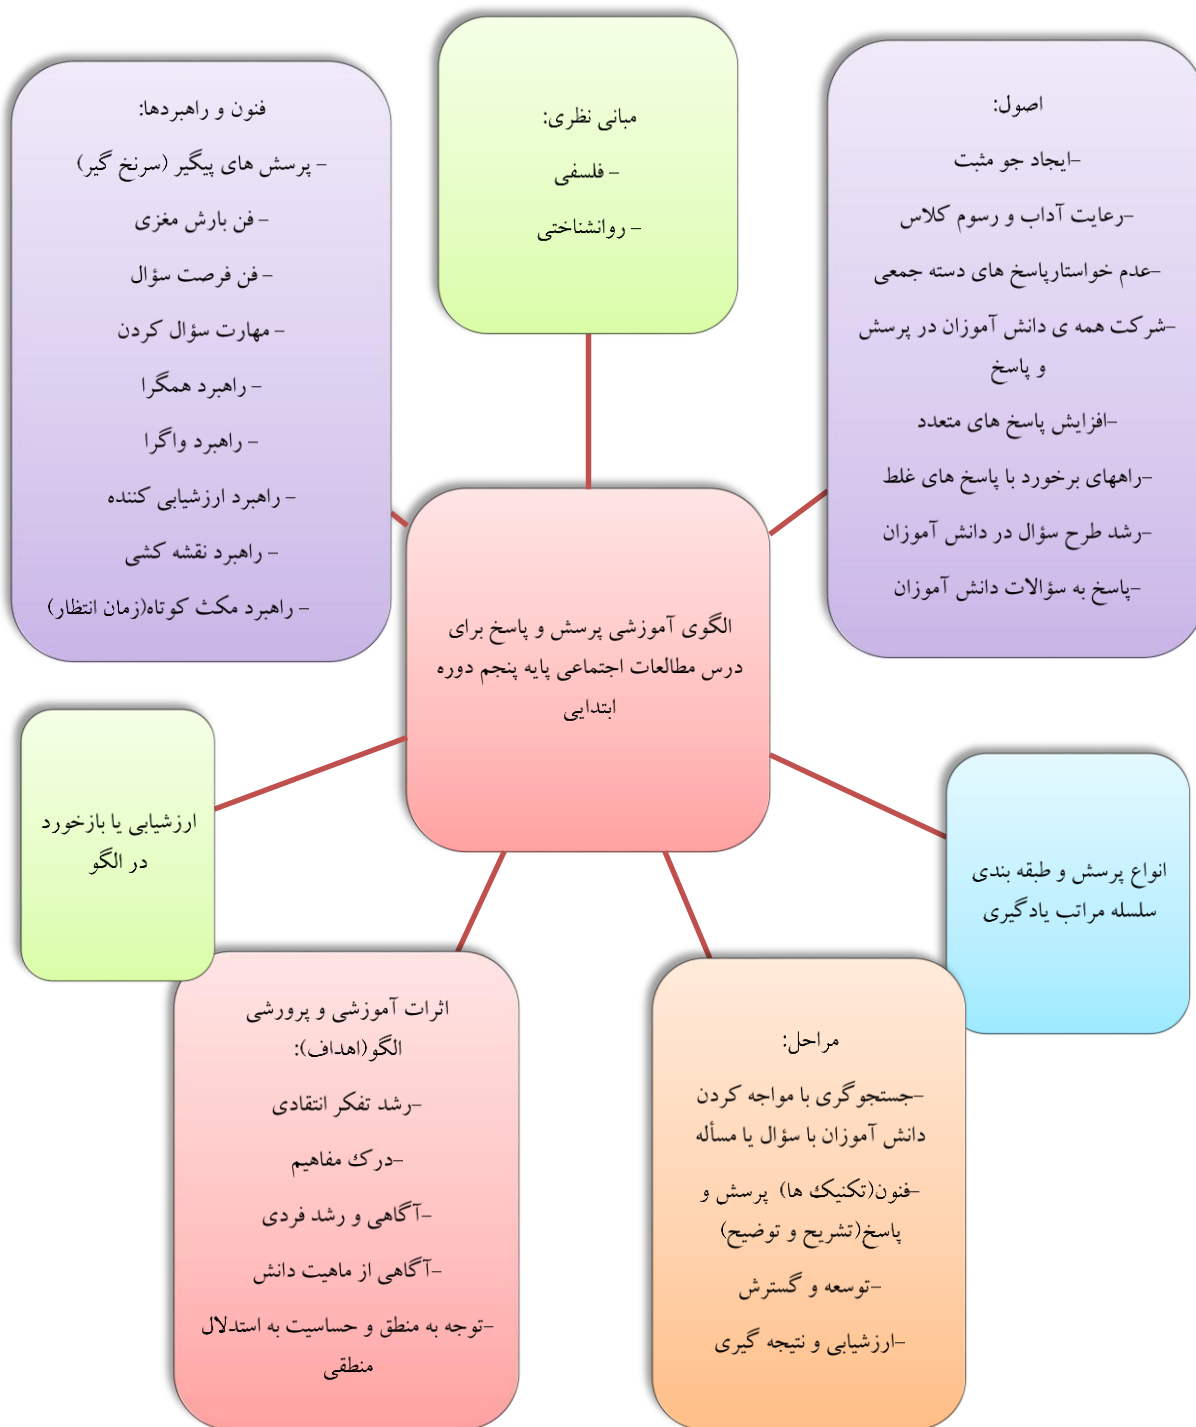 مبانی نظری:
- فلسفی
- روانشناختی
اصول:
-ایجاد جو مثبت
-رعایت آداب و رسوم کلاس
-عدم خواستارپاسخ های دسته جمعی
-شرکت همه ی دانش آموزان در پرسش
و پاسخ
-افزایش پاسخ های متعدد
-راههای برخورد با پاسخ های غلط
-رشد طرح سؤال در دانش آموزان
-پاسخ به سؤالات دانش آموزان
فنون و راهبردها:
- پرسش های پیگیر (سرنخ گیر)
- فن بارش مغزی
- فن فرصت سؤال
- مهارت سؤال کردن
- راهبرد همگرا
- راهبرد واگرا
- راهبرد ارزشیابی کننده
- راهبرد نقشه کشی
- راهبرد مکث کوتاه(زمان انتظار)
الگوی آموزشی پرسش و پاسخ برای
درس مطالعات اجتماعی پایه پنجم دوره
ابتدایی
انواع پرسش و طبقه بندی
سلسله مراتب یادگیری
ارزشیابی یا بازخورد
در الگو
مراحل:
-جستجوگری با مواجه کردن
دانش آموزان با سؤال یا مسأله
-فنون(تکنیک ها) پرسش و
پاسخ(تشریح و توضیح)
-توسعه و گسترش
-ارزشیابی و نتیجه گیری
اثرات آموزشی و پرورشی
الگو(اهداف):
-رشد تفکر انتقادی
-درک مفاهیم
-آگاهی و رشد فردی
-آگاهی از ماهیت دانش
-توجه به منطق و حساسیت به استدلال
منطقی